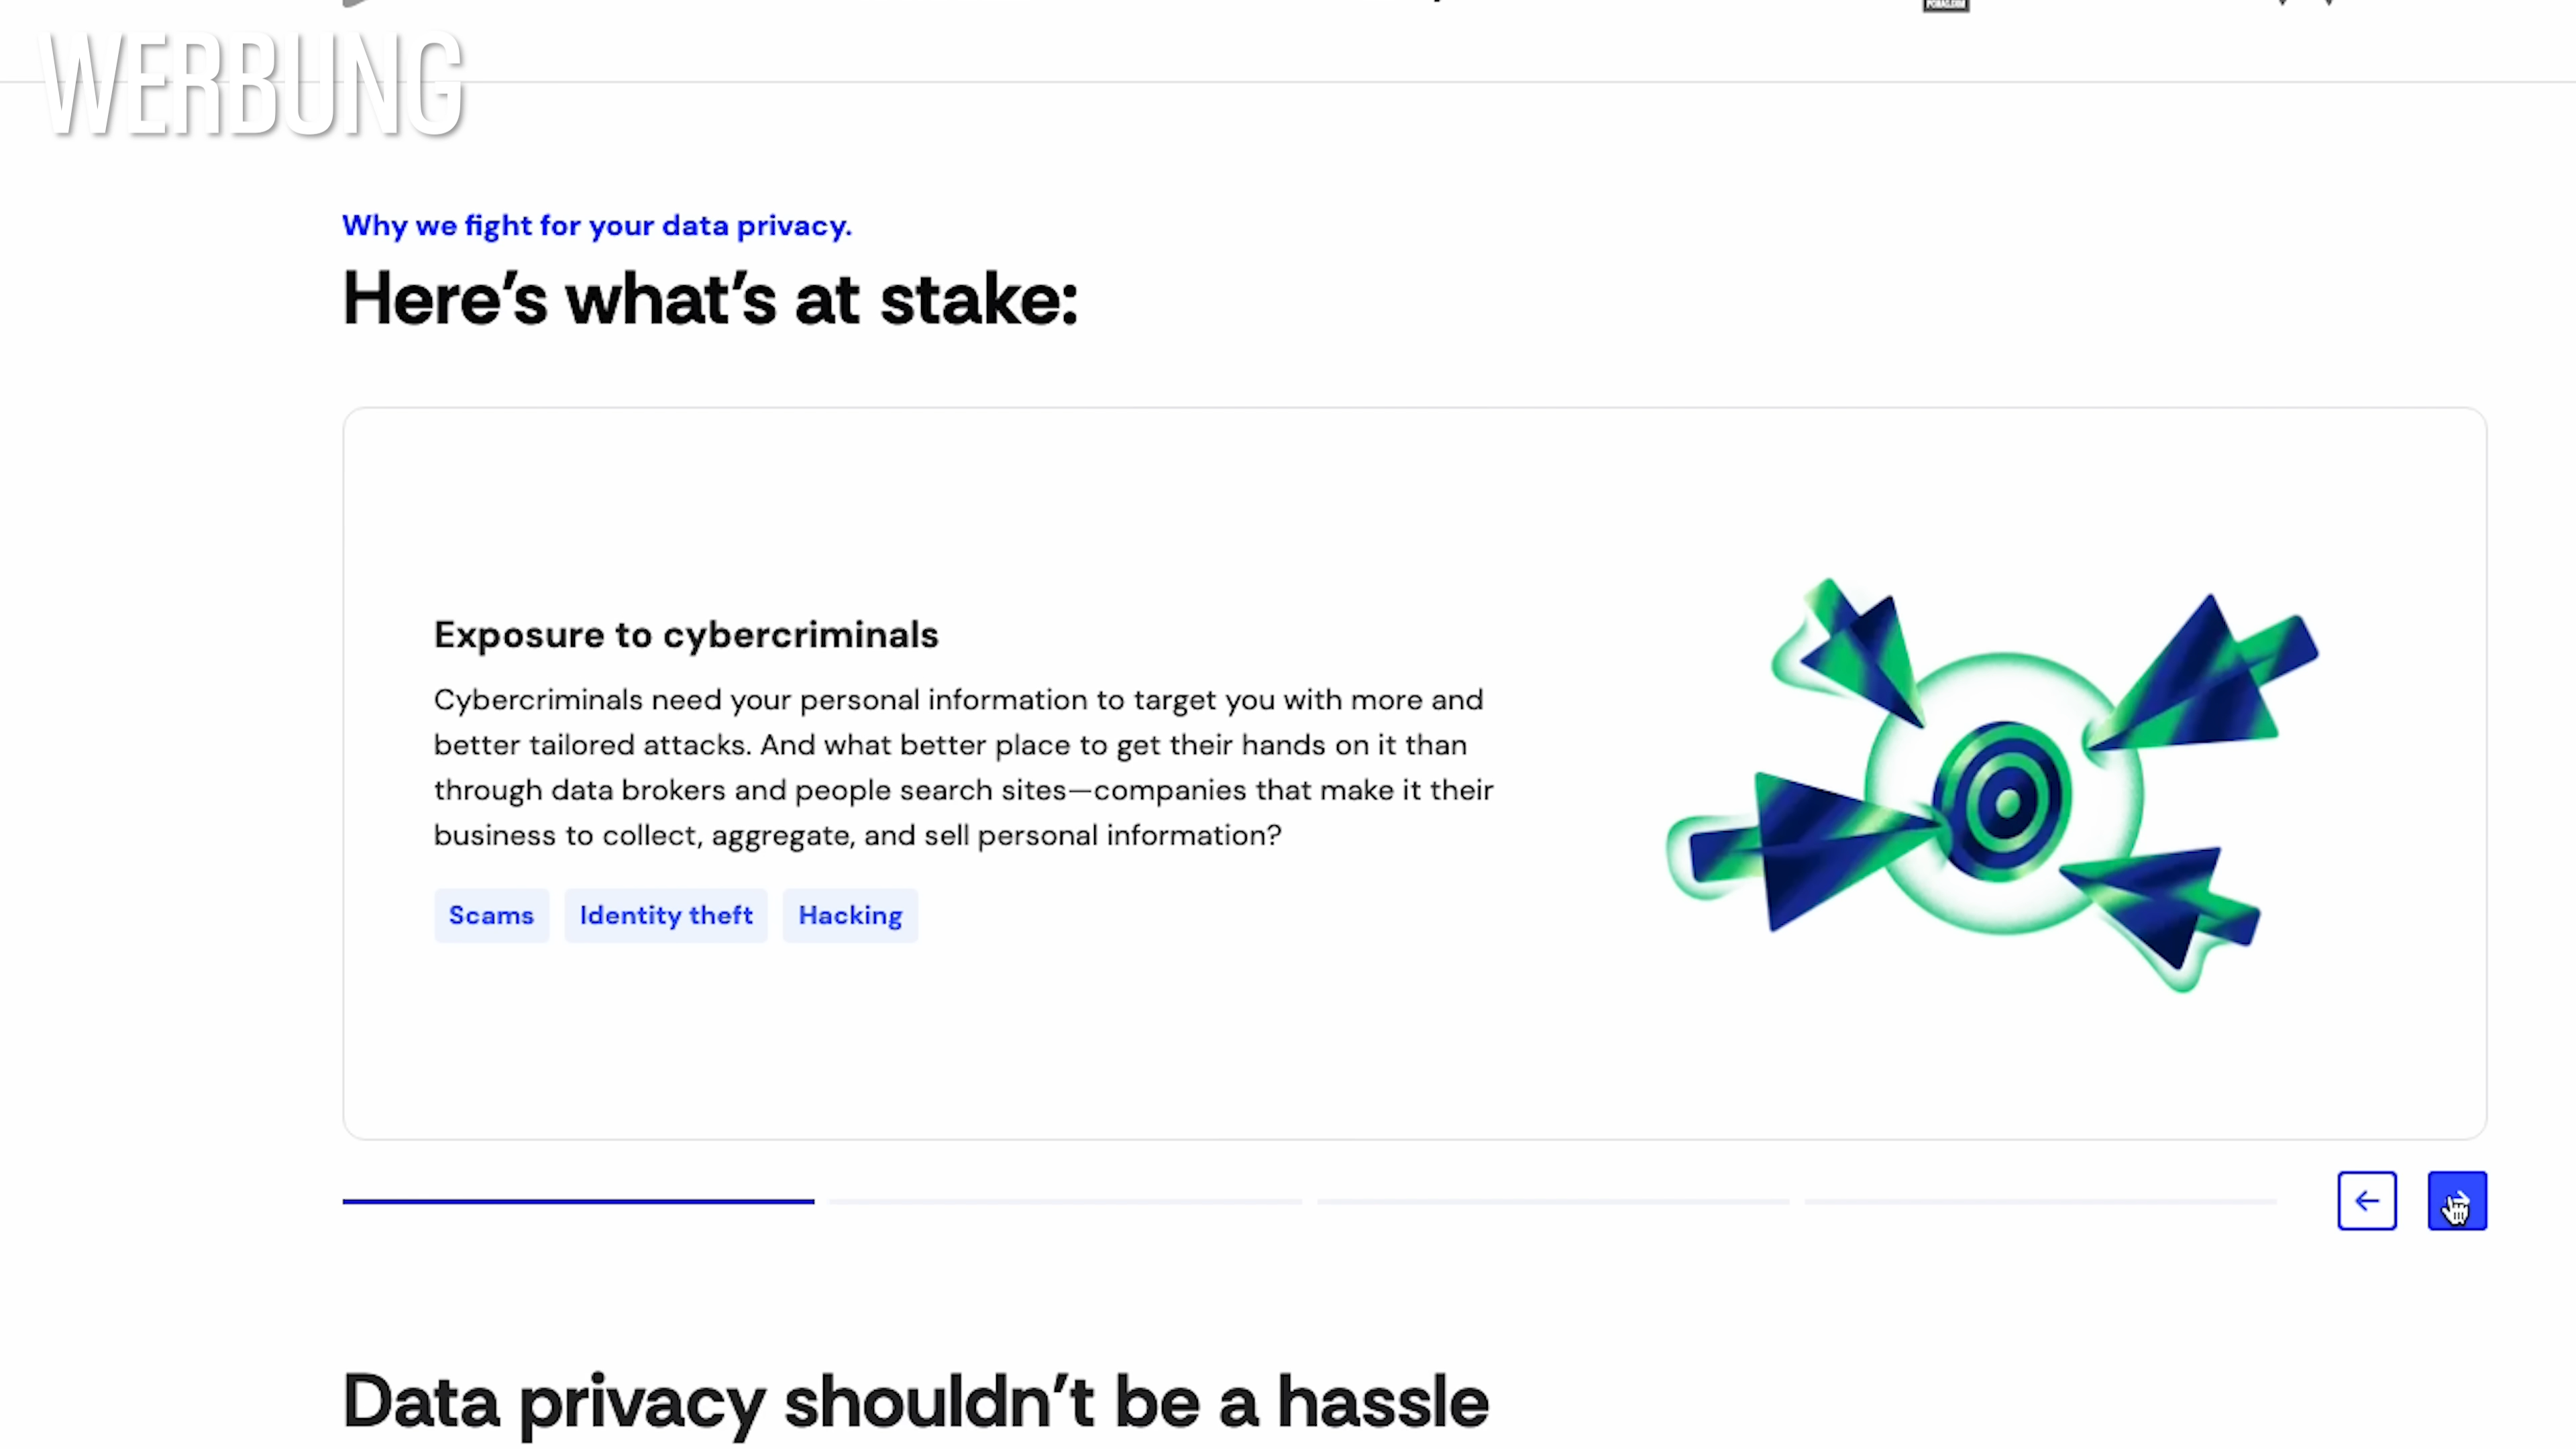 WERBUNG
Why we fight for your data privacy.
Here's what's at stake:
Exposure to cybercriminals
Cybercriminals need your personal information to target you with more and
better tailored attacks. And what better place to get their hands on it than
through data brokers and people search sites—companies that make it their
business to collect, aggregate, and sell personal information?
Scams Identity theft Hacking
Data privacy shouldn't be a hassle